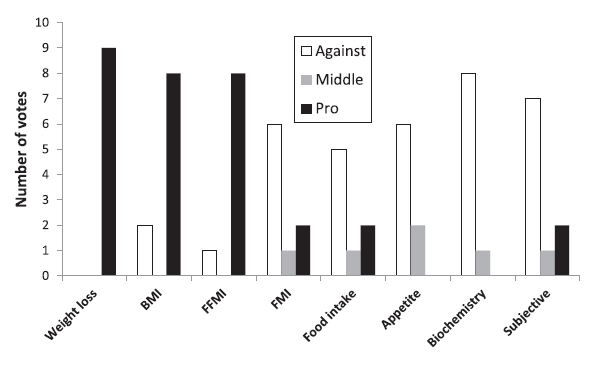 10
9
8
7
6
5
4
3
2
1
0
Number of votes
Against
Middle
Pro
Weight loss
BMI
FFMI
FMI
Food intake
Appetite
Biochemistry
Subjective